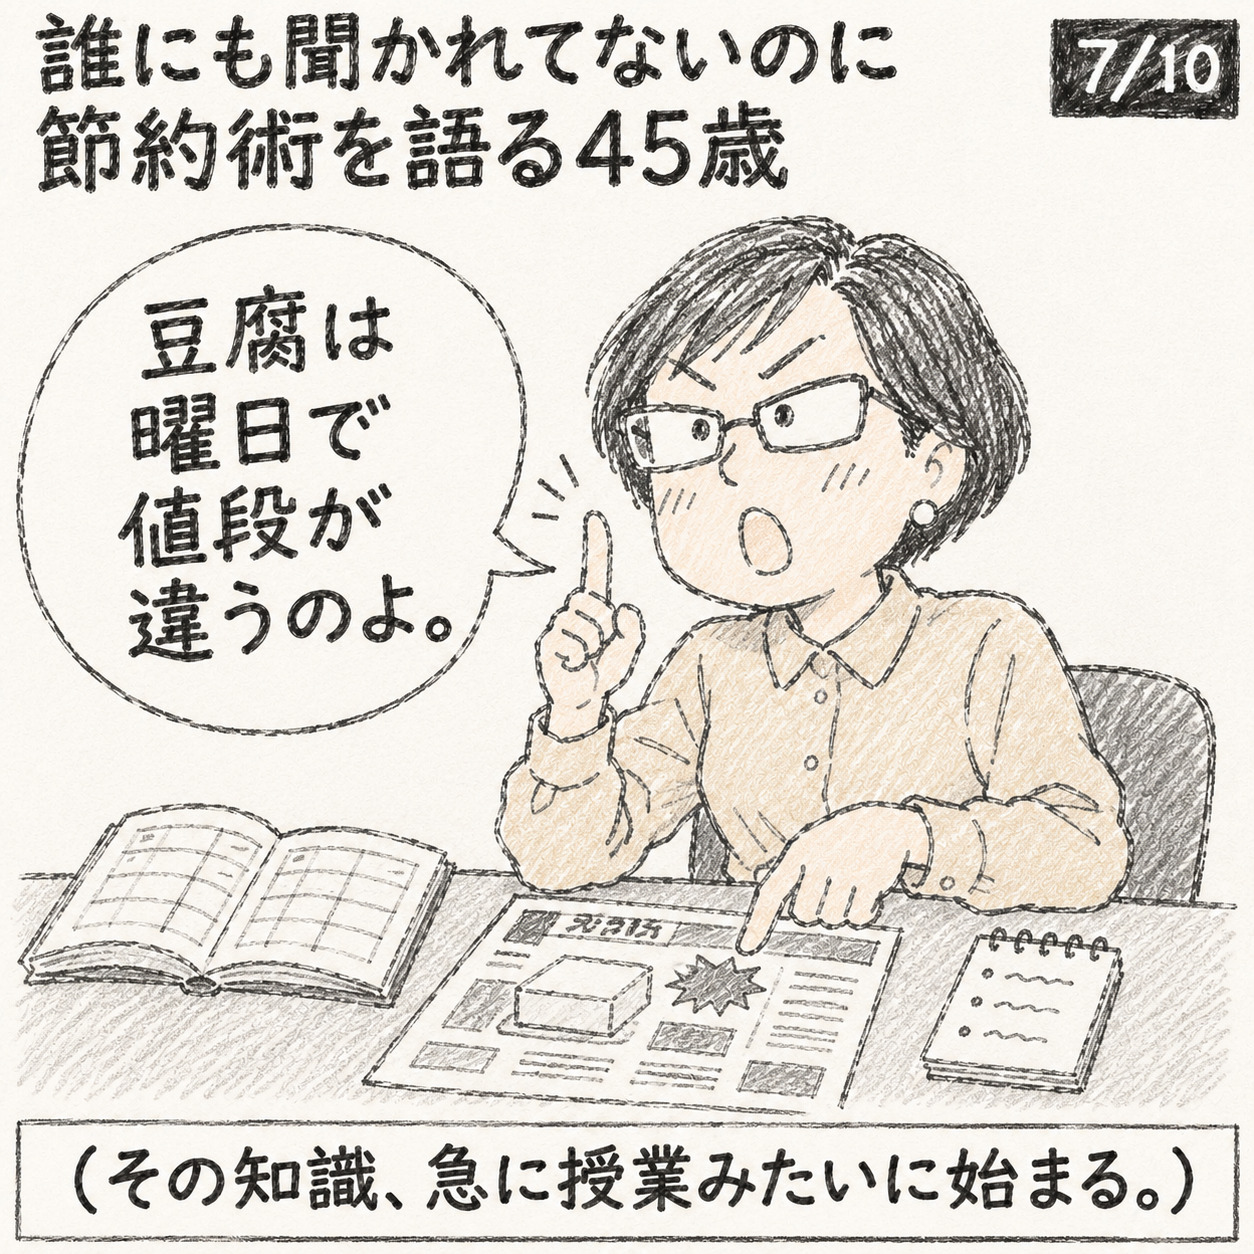 誰にも聞かれてないのに
節約術を語る45歳
7/10
豆腐は
曜日で
値段が
違うのよ。
(その知識、急に授業みたいに始まる。)